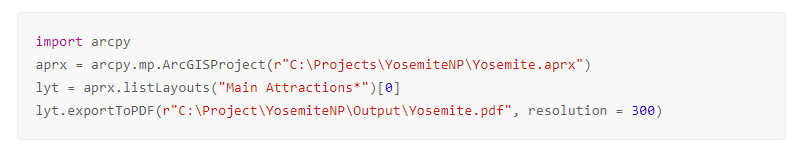 import arcpy
aprx = arcpy.mp.ArcGISProject(r"C:\Projects\YosemiteNP\Yosemite.aprx")
lyt = aprx.listLayouts("Main Attractions*")[0]
lyt.exportToPDF(r"C:\Project\YosemiteNP\Output\Yosemite.pdf", resolution = 300)